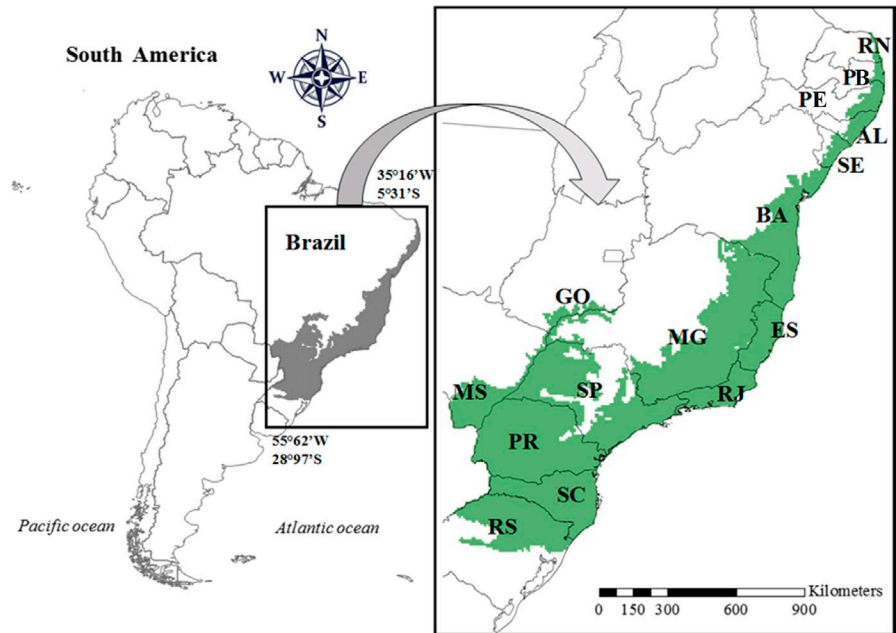 South America
N
W E
S
35°16'W
5°31'S
Brazil
55°62'W
28°97'S
Pacific ocean
Atlantic ocean
RN
PB
PE
AL
SE
BA
GO
MG
ES
MS
SP
RJ
PR
SC
RS
Kilometers
0 150 300 600 900